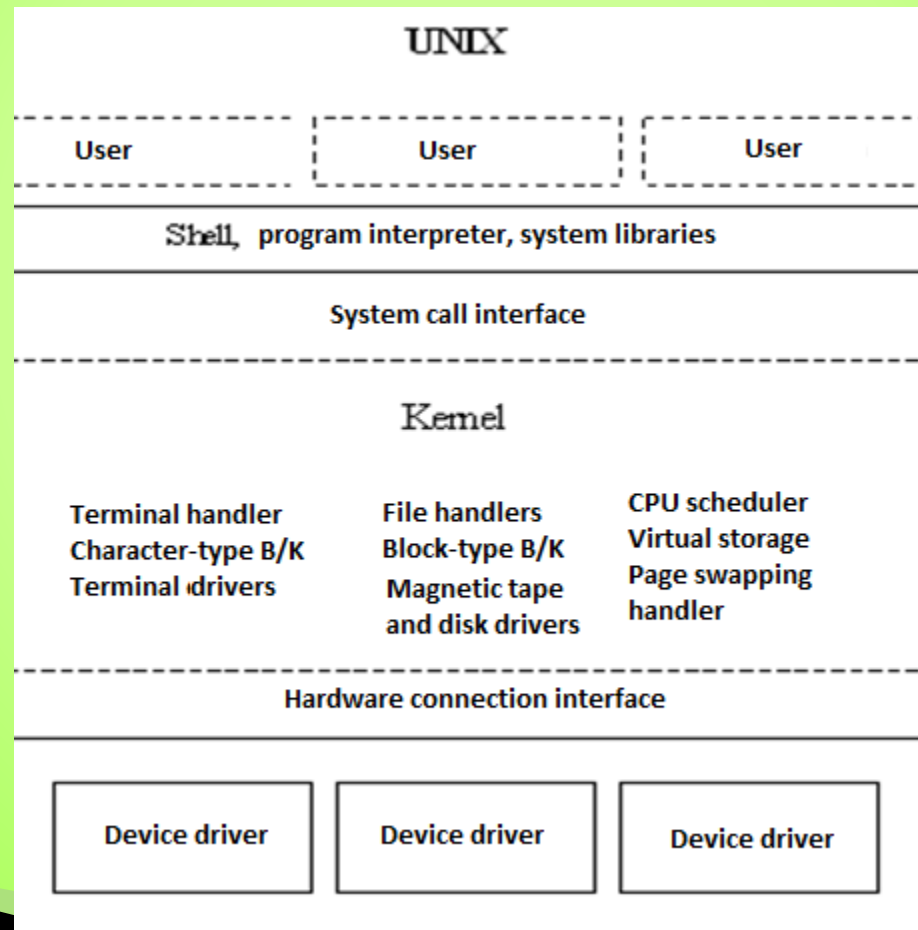 UNIX
User
User
User
Shell, program interpreter, system libraries
System call interface
Kernel
Terminal handler
Character-type B/K
Terminal drivers
File handlers
Block-type B/K
Magnetic tape
and disk drivers
CPU scheduler
Virtual storage
Page swapping
handler
Hardware connection interface
Device driver
Device driver
Device driver